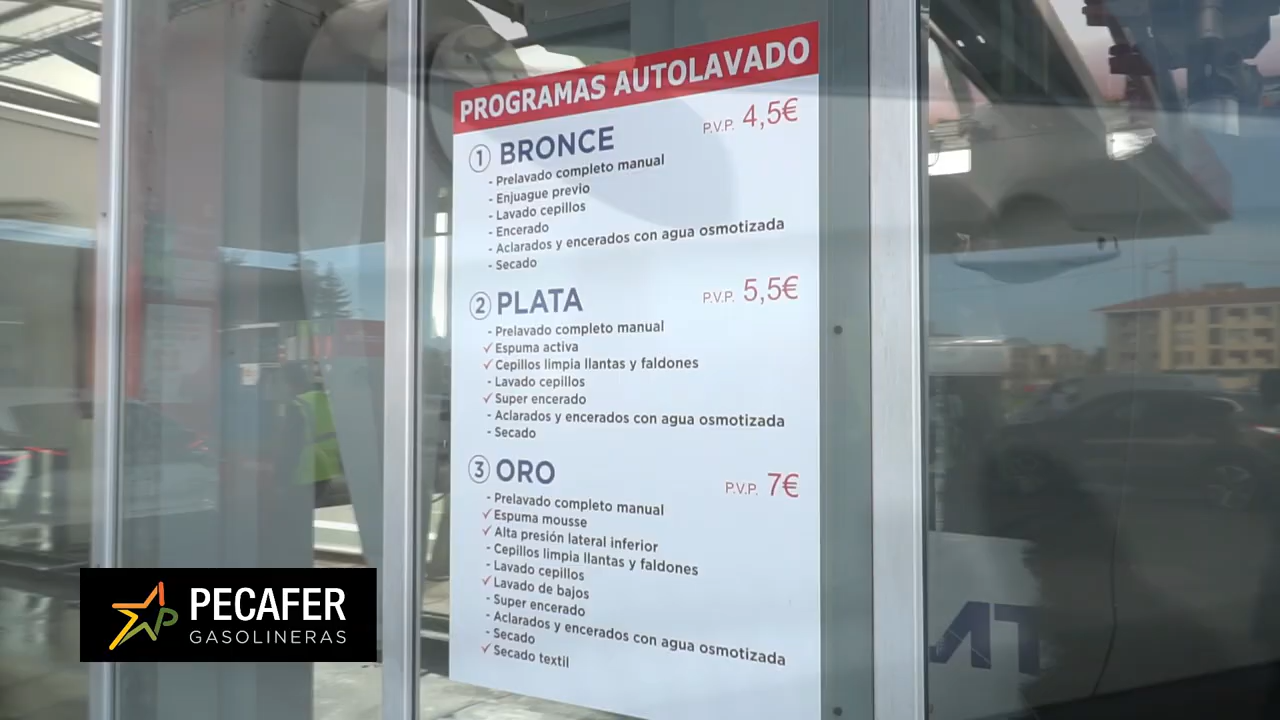 PROGRAMAS AUTOLAVADO
1 BRONCE P.V.P. 4,5€
- Prelavado completo manual
- Enjuague previo
- Lavado cepillos
- Encerado
- Aclarados y encerados con agua osmotizada
- Secado
2 PLATA P.V.P. 5,5€
- Prelavado completo manual
✓ Espuma activa
✓ Cepillos limpia llantas y faldones
- Lavado cepillos
✓ Super encerado
- Aclarados y encerados con agua osmotizada
- Secado
3 ORO P.V.P. 7€
- Prelavado completo manual
✓ Espuma mousse
✓ Alta presión lateral inferior
- Cepillos limpia llantas y faldones
- Lavado cepillos
✓ Lavado de bajos
- Super encerado
- Aclarados y encerados con agua osmotizada
- Secado
✓ Secado textil
PECAFER
GASOLINERAS